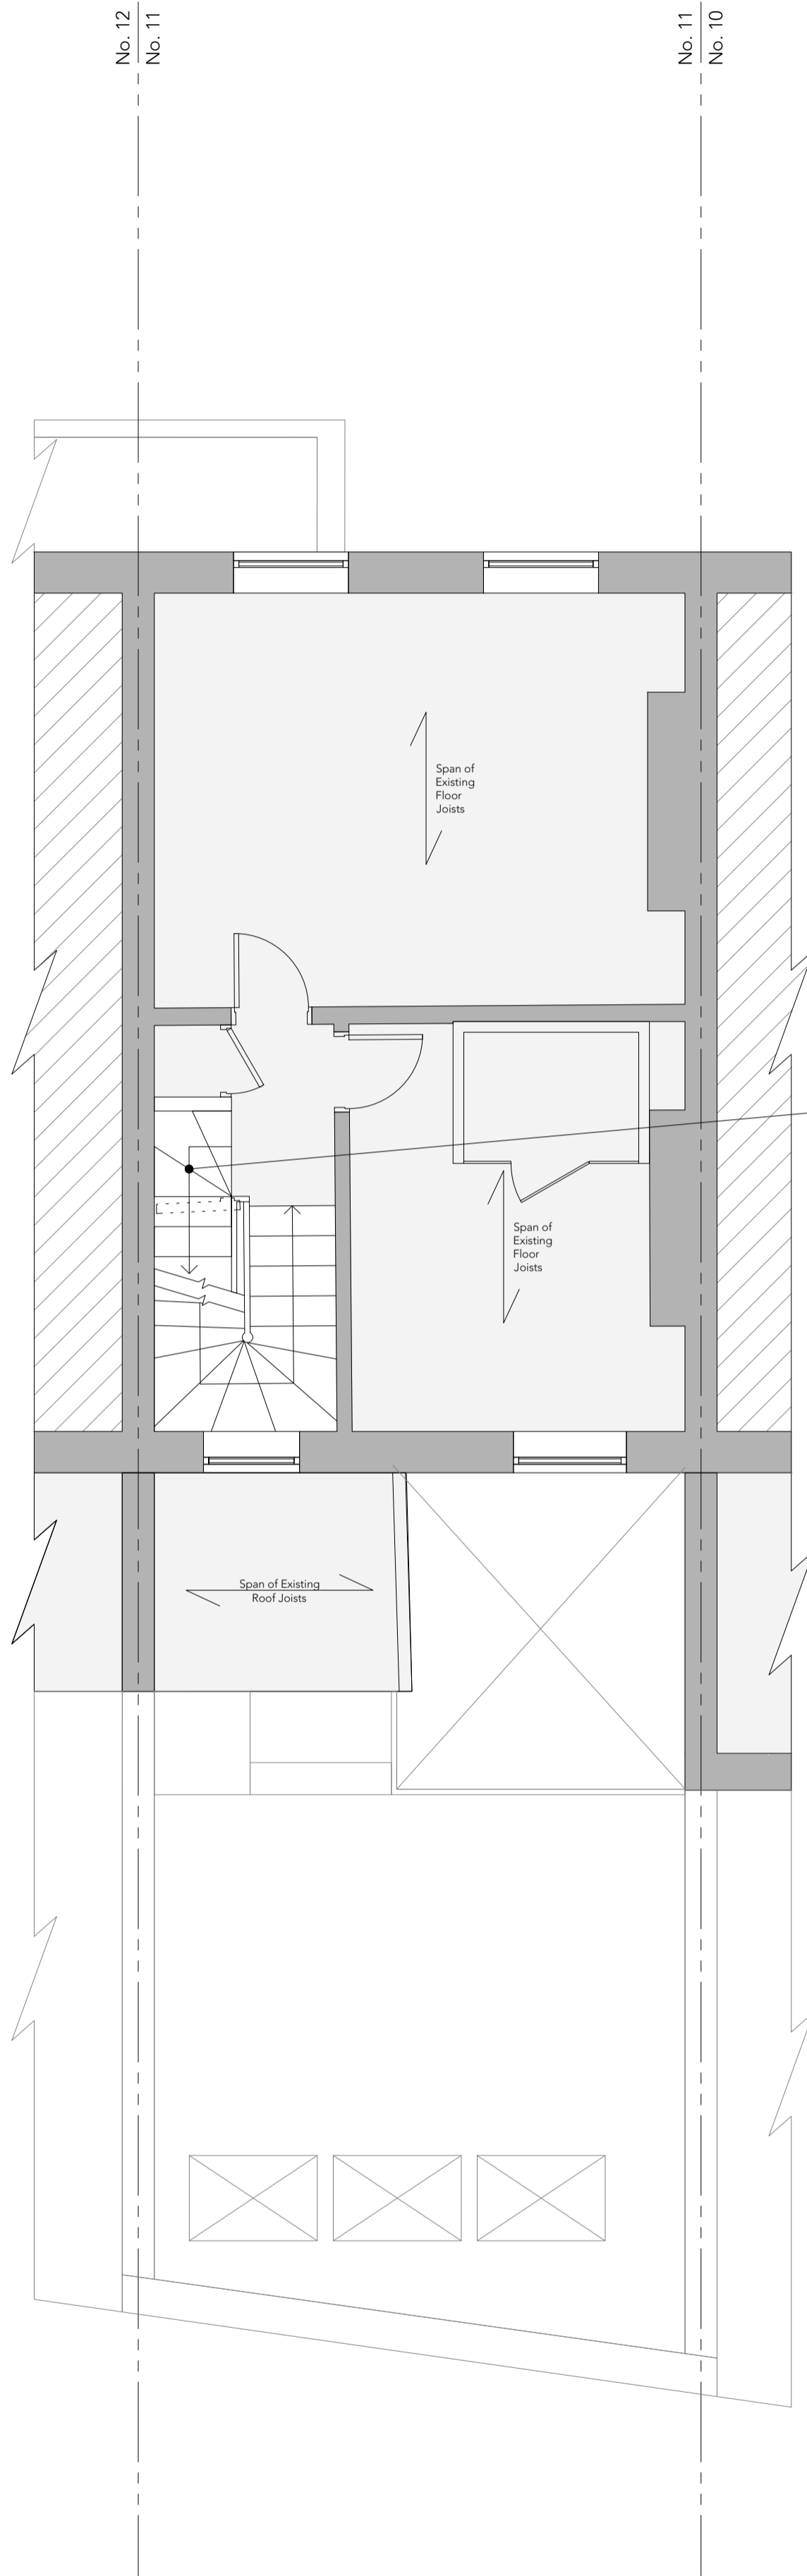 No. 12
No. 11
No. 11
No. 10
Span of
Existing
Floor
Joists
Span of
Existing
Floor
Joists
Span of Existing
Roof Joists